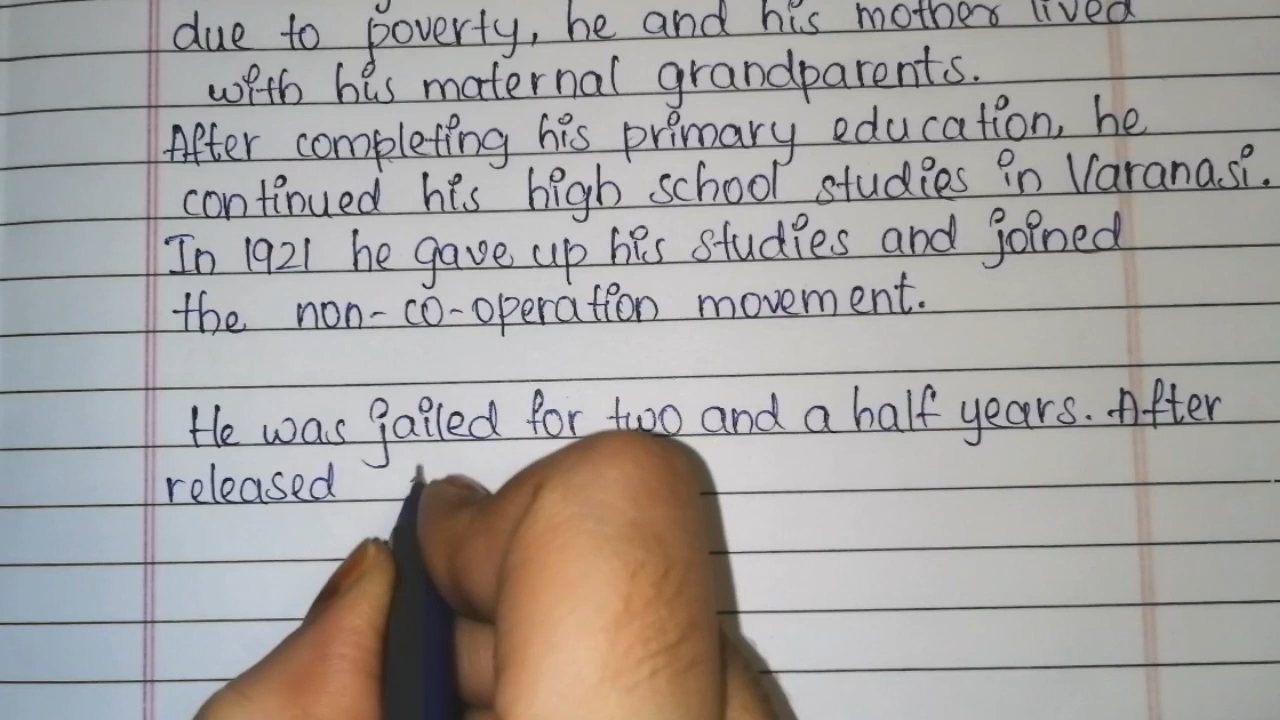 due to poverty, he and his mother lived
with his maternal grandparents.
After completing his primary education, he
continued his high school studies in Varanasi.
In 1921 he gave up his studies and joined
the non-co-operation movement.
He was jailed for two and a half years. After
released